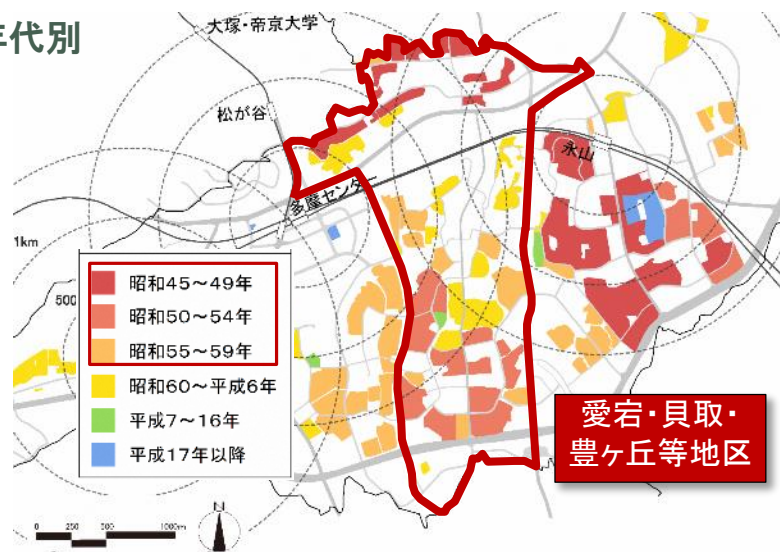 年代別
大塚・帝京大学
松が谷
永山
多摩センター
1km
500
昭和45～49年
昭和50～54年
昭和55～59年
昭和60～平成6年
平成7～16年
平成17年以降
愛宕・貝取・
豊ヶ丘等地区
0 250 500 1000m
N